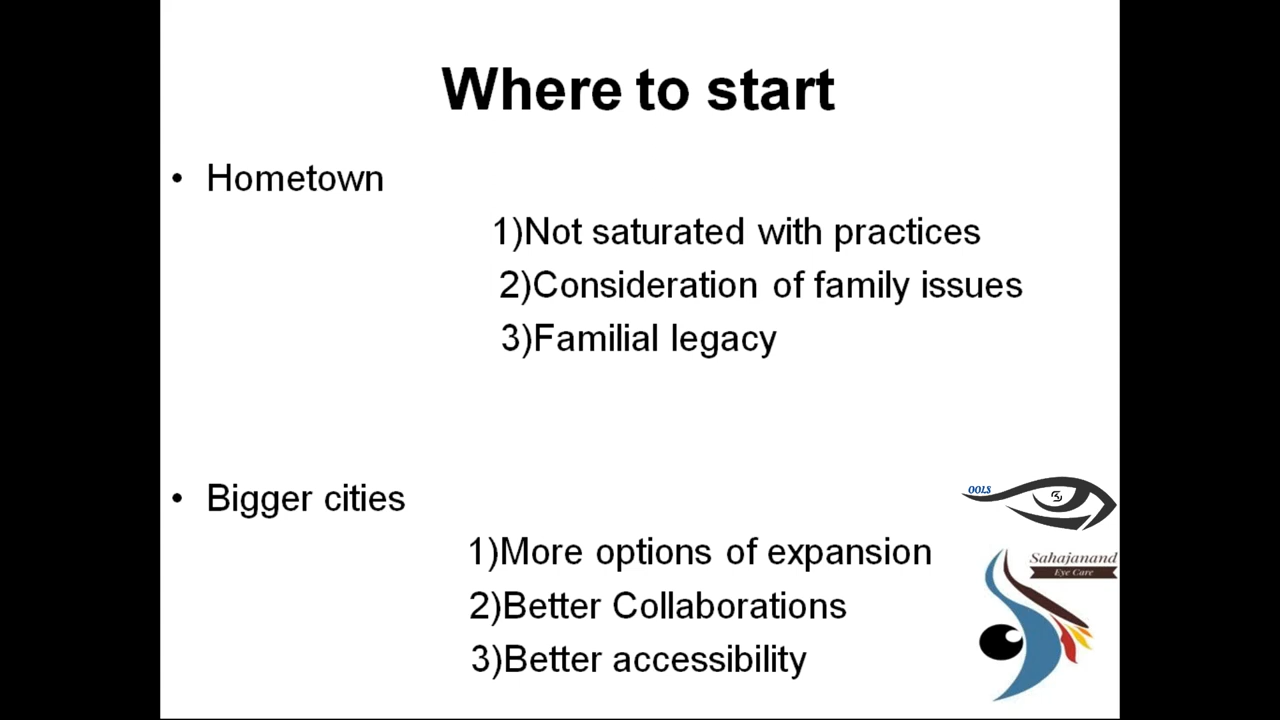 Where to start
• Hometown
1)Not saturated with practices
2)Consideration of family issues
3)Familial legacy
• Bigger cities
1)More options of expansion
2)Better Collaborations
3)Better accessibility
OOLS
Sahajanand
Eye Care